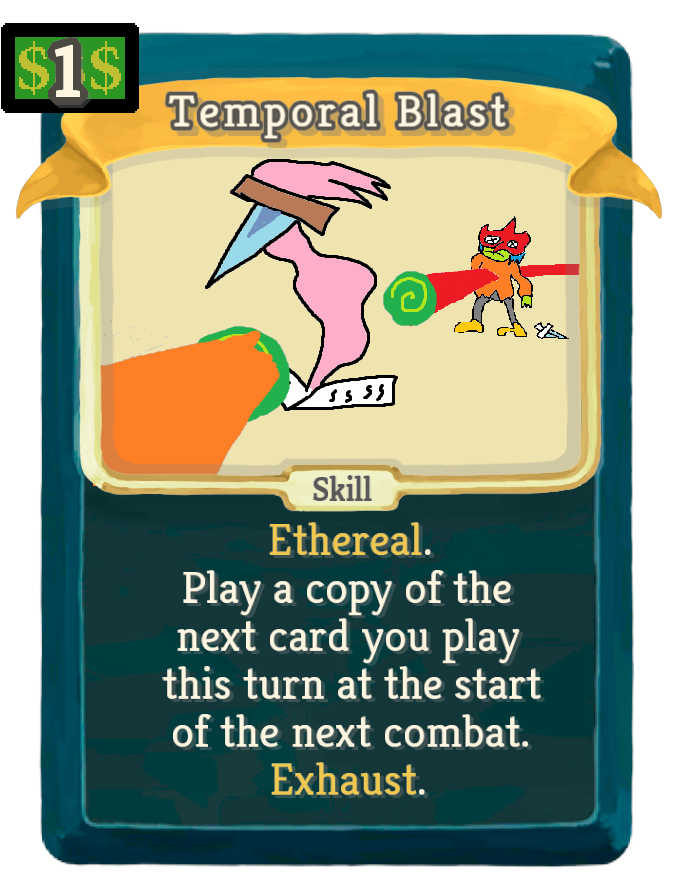 $1$
Temporal Blast
$ $ $ $
Skill
Ethereal.
Play a copy of the
next card you play
this turn at the start
of the next combat.
Exhaust.